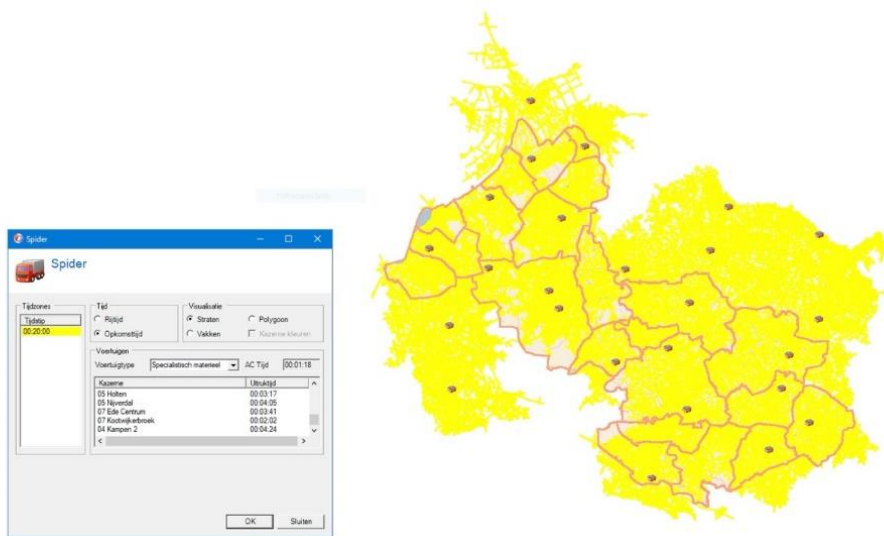 Spider
Spider
Tijdzones
Tijdstip
00:20:00
Tijd
Rijtijd
Opkomsttijd
Visualisatie
Straten
Polygoon
Vakken
Kazerne kleuren
Voertuigen
Voertuigtype
Specialistisch materieel
AC Tijd
00:01:18
Kazerne Uitruktijd
05 Holten 00:03:17
05 Nijverdal 00:04:05
07 Ede Centrum 00:03:41
07 Kootwijkerbroek 00:02:02
04 Kampen 2 00:04:24
OK
Sluiten